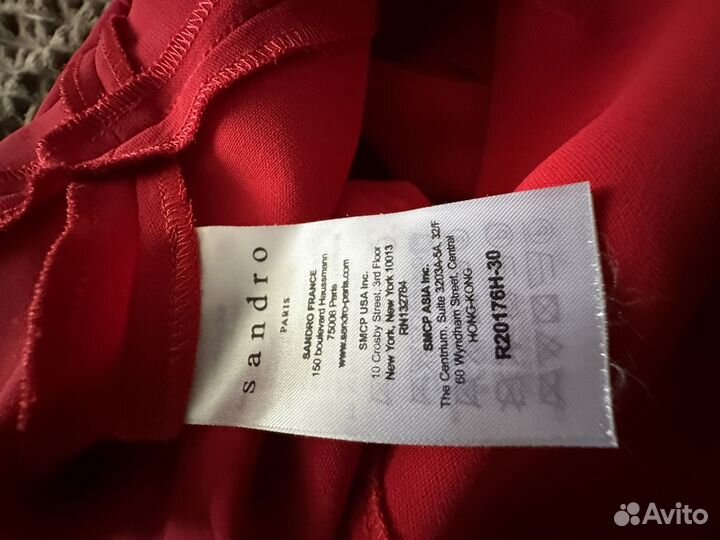 sandro
PARIS
SANDRO FRANCE
150 boulevard Haussmann
75008 Paris
www.sandro-paris.com
SMCP USA Inc.
10 Crosby Street, 3rd Floor
New York, New York 10013
RN132784
SMCP ASIA Inc.
The Centrium, Suite 3203A-5A, 32/F
60 Wyndham Street, Central
HONG-KONG
R20176H-30
Avito